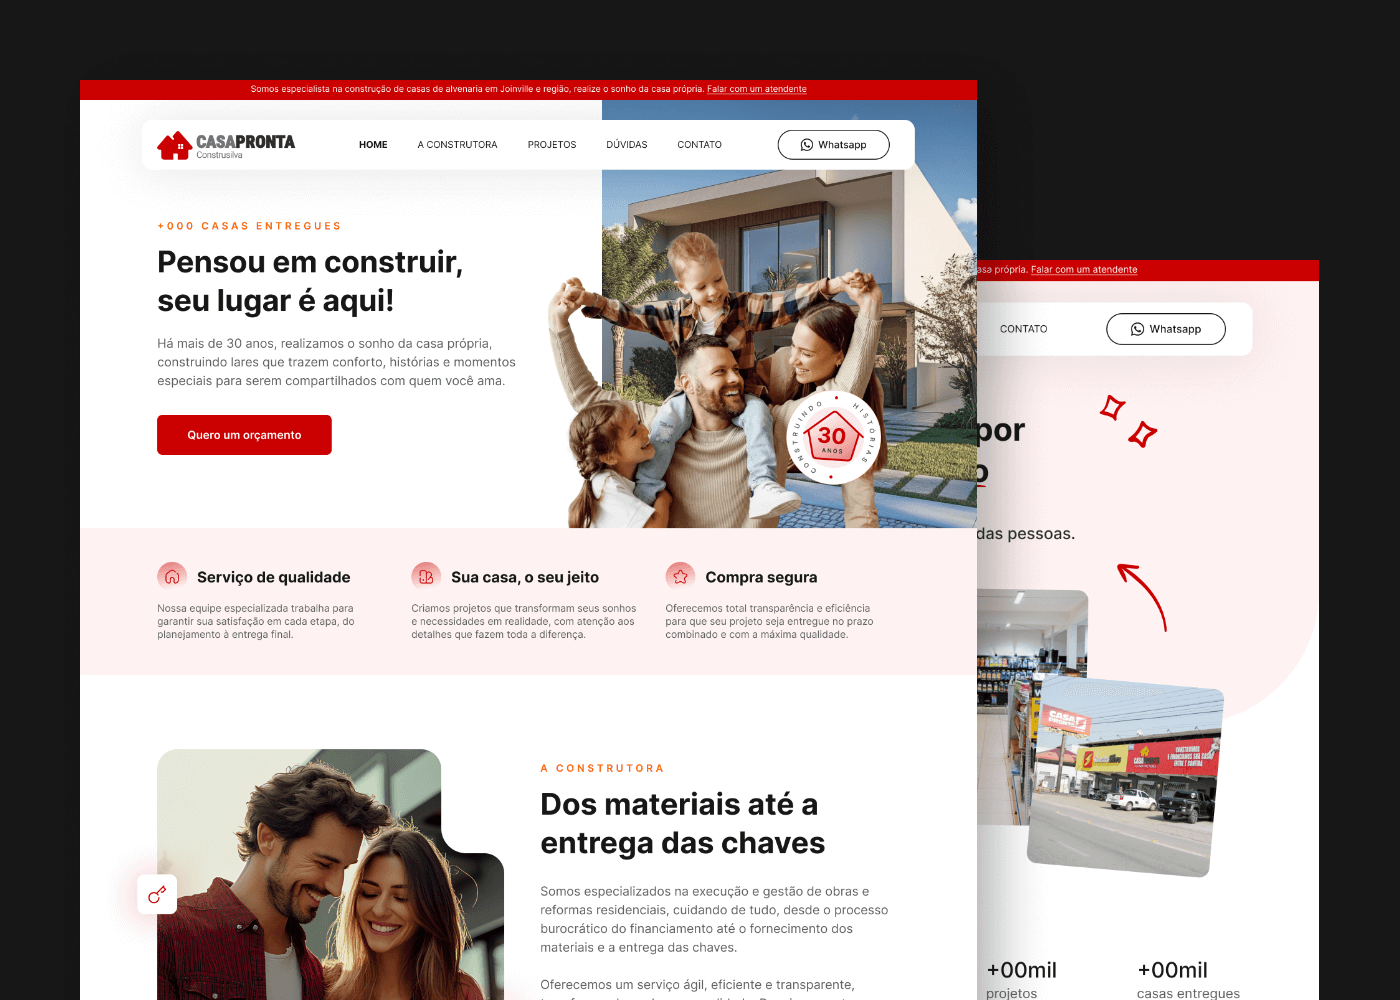 Somos especialista na construção de casas de alvenaria em Joinville e região, realize o sonho da casa própria. Falar com um atendente
CASAPRONTA
Construsilva
HOME
A CONSTRUTORA
PROJETOS
DÚVIDAS
CONTATO
Whatsapp
+000 CASAS ENTREGUES
Pensou em construir,
seu lugar é aqui!
Há mais de 30 anos, realizamos o sonho da casa própria,
construindo lares que trazem conforto, histórias e momentos
especiais para serem compartilhados com quem você ama.
Quero um orçamento
CONSTRUINDO HISTÓRIAS
30
ANOS
Serviço de qualidade
Nossa equipe especializada trabalha para
garantir sua satisfação em cada etapa, do
planejamento à entrega final.
Sua casa, o seu jeito
Criamos projetos que transformam seus sonhos
e necessidades em realidade, com atenção aos
detalhes que fazem toda a diferença.
Compra segura
Oferecemos total transparência e eficiência
para que seu projeto seja entregue no prazo
combinado e com a máxima qualidade.
A CONSTRUTORA
Dos materiais até a
entrega das chaves
Somos especializados na execução e gestão de obras e
reformas residenciais, cuidando de tudo, desde o processo
burocrático do financiamento até o fornecimento dos
materiais e a entrega das chaves.
Oferecemos um serviço ágil, eficiente e transparente,
asa própria. Falar com um atendente
CONTATO
Whatsapp
por
o
das pessoas.
CASA
PRONTA
CASAPRONTA
+00mil
projetos
+00mil
casas entregues